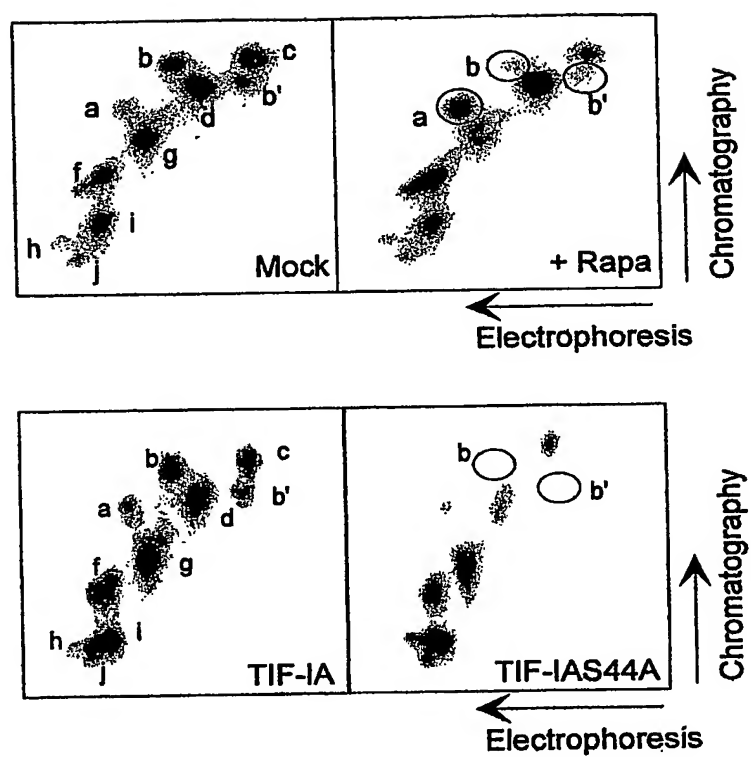 b
c
a
b'
d
g
f
i
h
j
Mock
b
b'
a
+ Rapa
Chromatography
Electrophoresis
b
c
b'
a
d
g
f
i
h
j
TIF-IA
b
b'
TIF-IAS44A
Chromatography
Electrophoresis